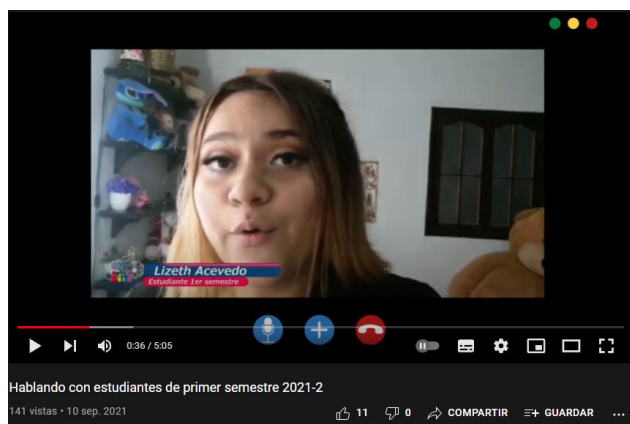 Lizeth Acevedo
Estudiante 1er semestre
0:36 / 5:05
Hablando con estudiantes de primer semestre 2021-2
141 vistas • 10 sep. 2021 11 0 COMPARTIR GUARDAR ...